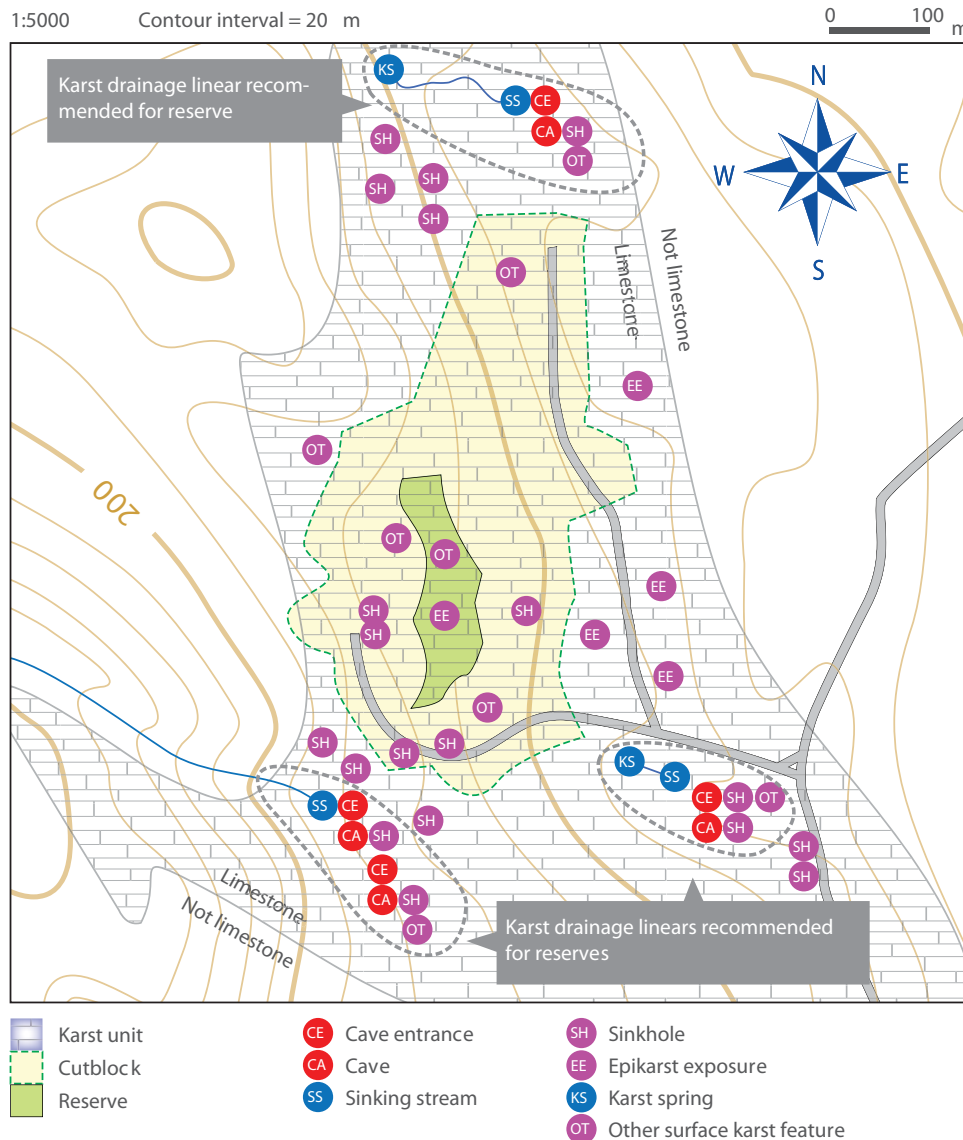 1:5000 Contour interval = 20 m
0 100 m
Karst drainage linear recom-
mended for reserve
KS
SS CE
CA SH
OT
SH
SH
SH
SH
N
W E
S
OT
Limestone
Not limestone
EE
OT
200
OT
OT
EE
SH
EE
SH
SH
EE
EE
OT
SH
SH
SH
SH
KS
SS
CE SH OT
CA SH
SS CE
CA SH
SH
CE
CA SH
OT
SH
SH
Limestone
Not limestone
Karst drainage linears recommended
for reserves
Karst unit
Cutblock
Reserve
CE Cave entrance
CA Cave
SS Sinking stream
SH Sinkhole
EE Epikarst exposure
KS Karst spring
OT Other surface karst feature